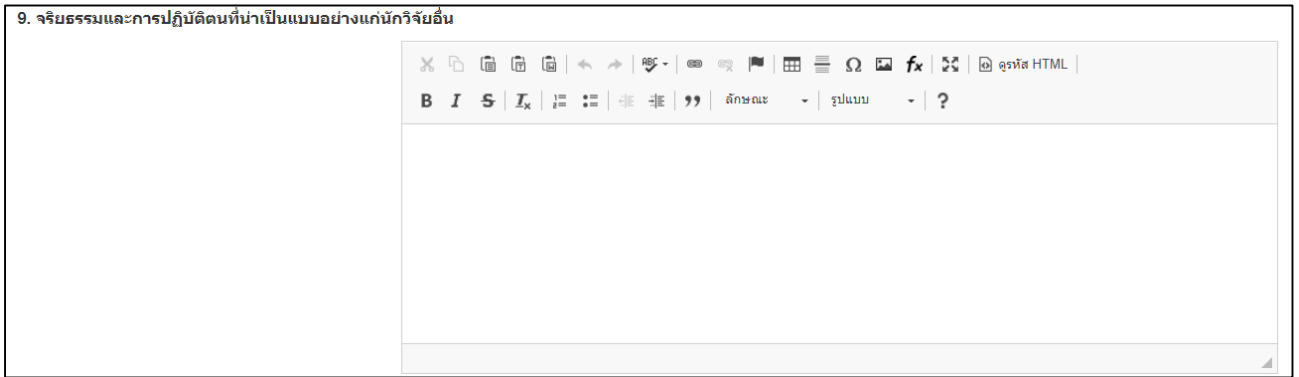 9. จริยธรรมและการปฏิบัติตนที่น่าเป็นแบบอย่างแก่นักวิจัยอื่น
ABC Ω fx ดูรหัส HTML
B I S Ix ลักษณะ รูปแบบ ?